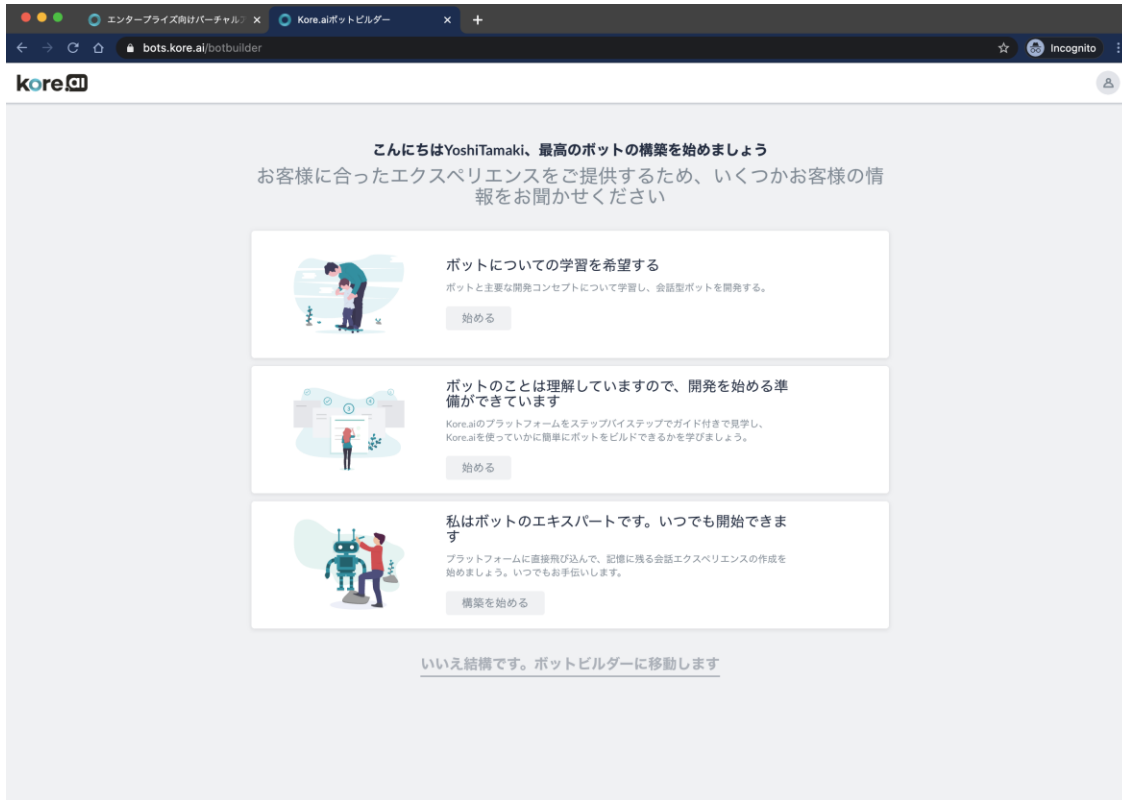 エンタープライズ向けバーチャルア
Kore.aiボットビルダー
bots.kore.ai/botbuilder
Incognito
kore.ai
こんにちはYoshiTamaki、最高のボットの構築を始めましょう
お客様に合ったエクスペリエンスをご提供するため、いくつかお客様の情
報をお聞かせください
ボットについての学習を希望する
ボットと主要な開発コンセプトについて学習し、会話型ボットを開発する。
始める
ボットのことは理解していますので、開発を始める準
備ができています
Kore.aiのプラットフォームをステップバイステップでガイド付きで見学し、
Kore.aiを使っていかに簡単にボットをビルドできるかを学びましょう。
始める
私はボットのエキスパートです。いつでも開始できま
す
プラットフォームに直接飛び込んで、記憶に残る会話エクスペリエンスの作成を
始めましょう。いつでもお手伝いします。
構築を始める
いいえ結構です。ボットビルダーに移動します